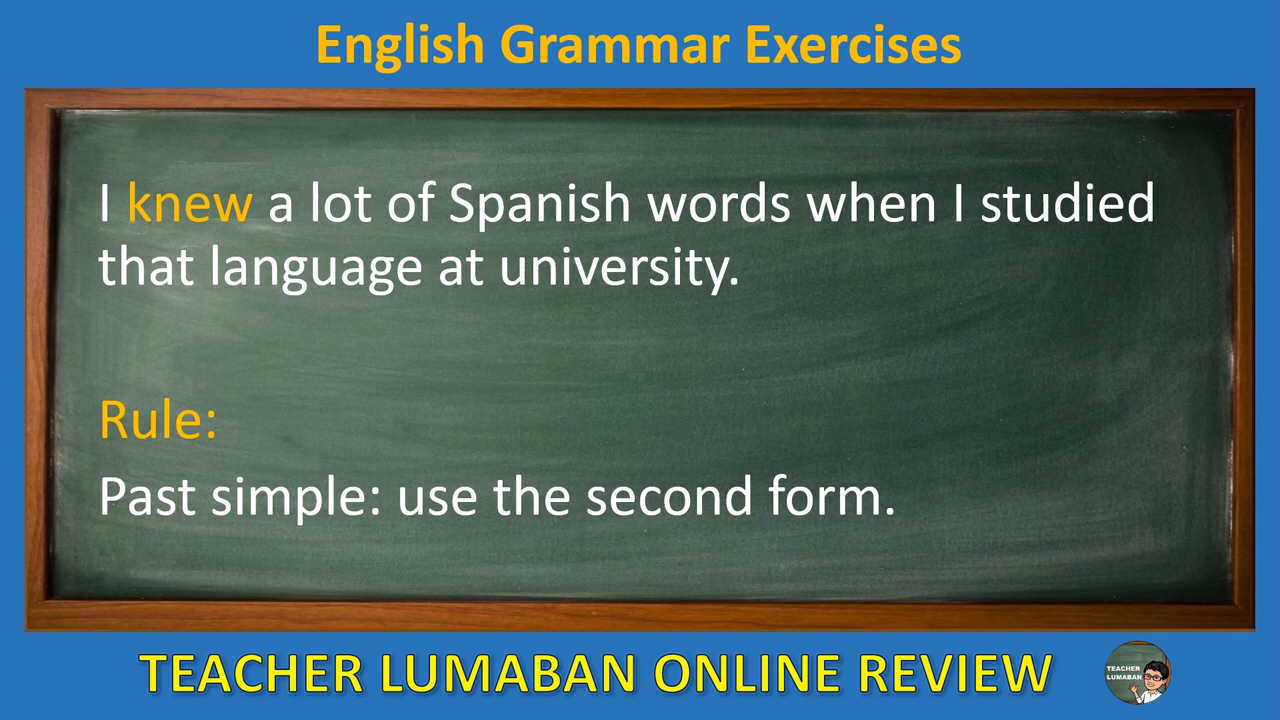 English Grammar Exercises
I knew a lot of Spanish words when I studied
that language at university.
Rule:
Past simple: use the second form.
TEACHER LUMABAN ONLINE REVIEW
TEACHER
LUMABAN